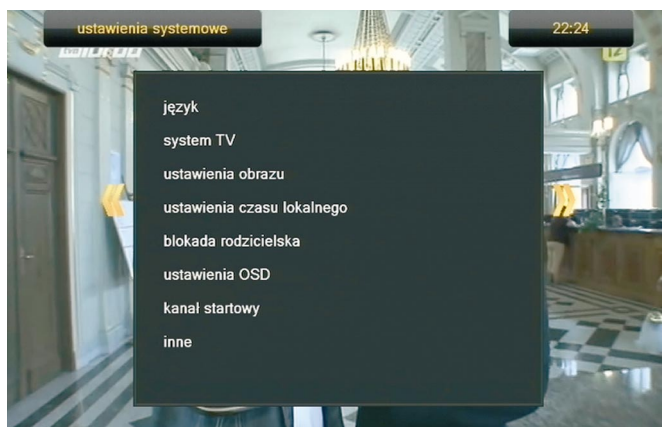 ustawienia systemowe
22:24
12
język
system TV
ustawienia obrazu
ustawienia czasu lokalnego
blokada rodzicielska
ustawienia OSD
kanał startowy
inne